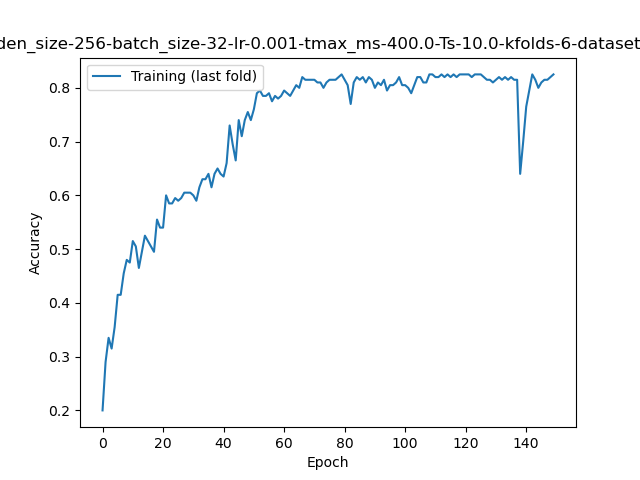 den_size-256-batch_size-32-lr-0.001-tmax_ms-400.0-Ts-10.0-kfolds-6-dataset
Training (last fold)
0.8
0.7
0.6
0.5
0.4
0.3
0.2
Accuracy
0 20 40 60 80 100 120 140
Epoch